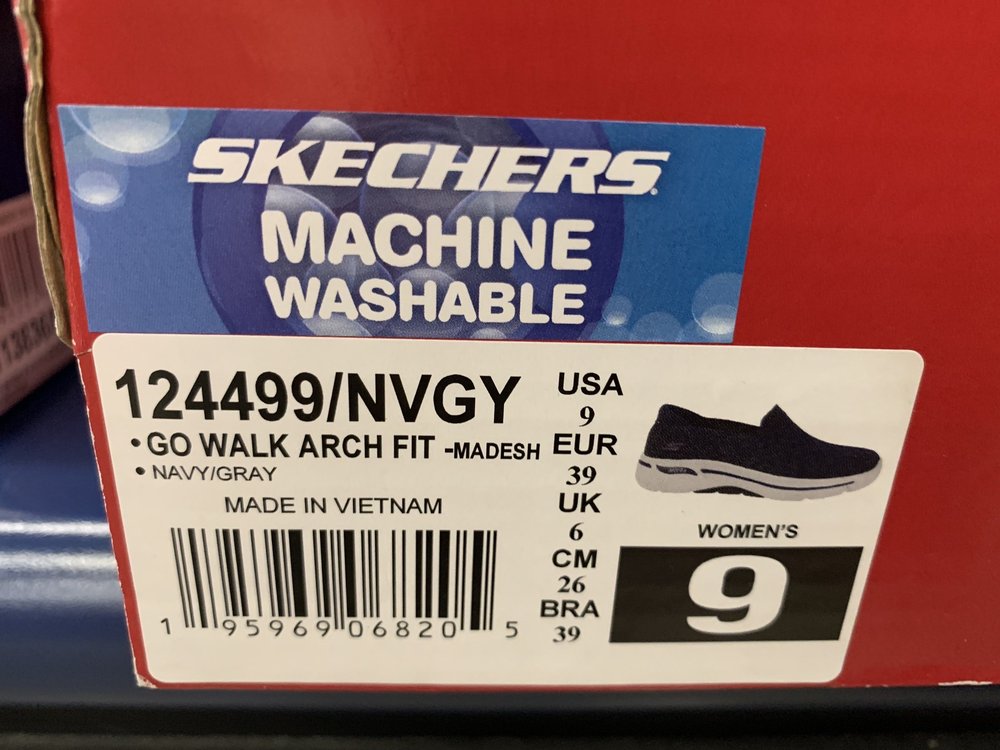 SKECHERS
MACHINE
WASHABLE
124499/NVGY
• GO WALK ARCH FIT -MADESH
• NAVY/GRAY
MADE IN VIETNAM
1 95969 06820 5
USA
9
EUR
39
UK
6
CM
26
BRA
39
WOMEN'S
9